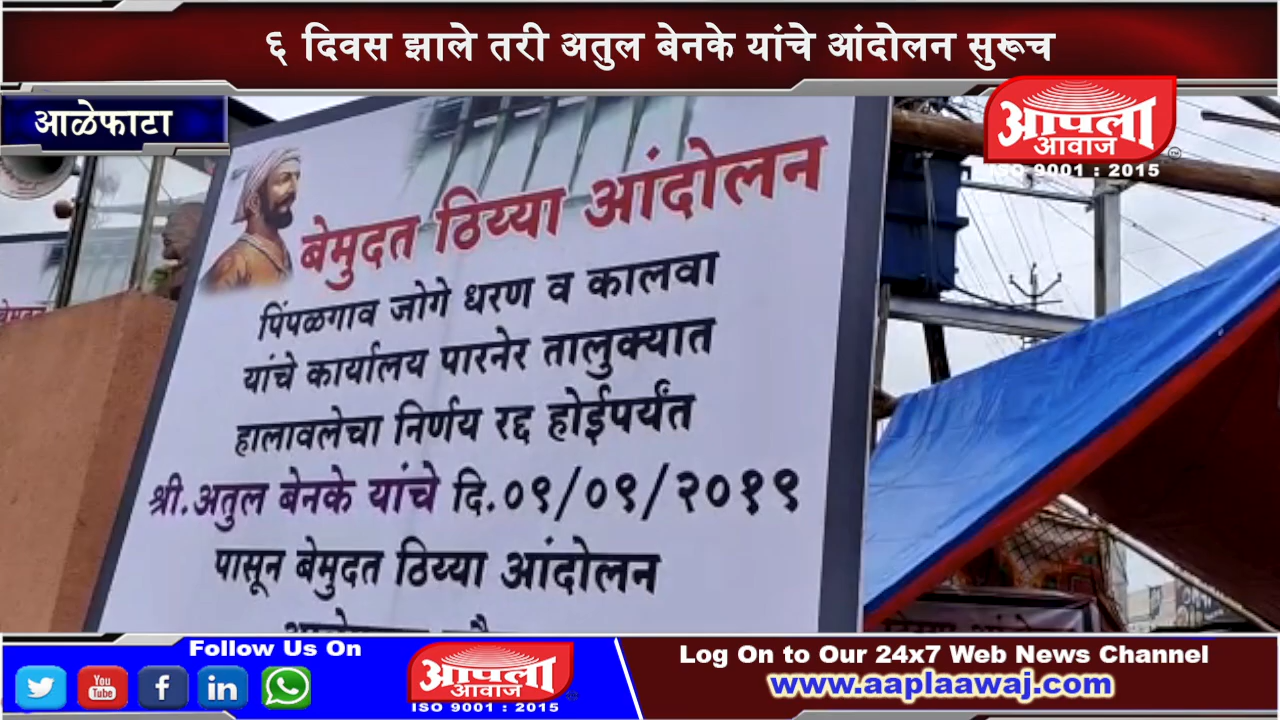 ६ दिवस झाले तरी अतुल बेनके यांचे आंदोलन सुरूच
आळेफाटा
आपला
आवाज
ISO 9001 : 2015
बेमुदत ठिय्या आंदोलन
पिंपळगाव जोगे धरण व कालवा
यांचे कार्यालय पारनेर तालुक्यात
हालावलेचा निर्णय रद्द होईपर्यंत
श्री.अतुल बेनके यांचे दि.०९/०९/२०१९
पासून बेमुदत ठिय्या आंदोलन
Follow Us On
You
Tube
आपला
आवाज
ISO 9001 : 2015
Log On to Our 24x7 Web News Channel
www.aaplaawaj.com